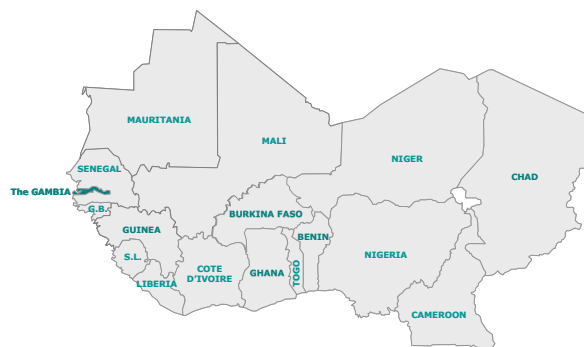 MAURITANIA
MALI
NIGER
CHAD
SENEGAL
The GAMBIA
G.B.
GUINEA
BURKINA FASO
BENIN
S.L.
LIBERIA
COTE
D'IVOIRE
GHANA
TOGO
NIGERIA
CAMEROON